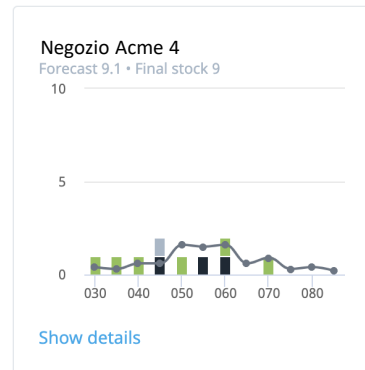 Negozio Acme 4
Forecast 9.1 • Final stock 9
10
5
0
030 040 050 060 070 080
Show details